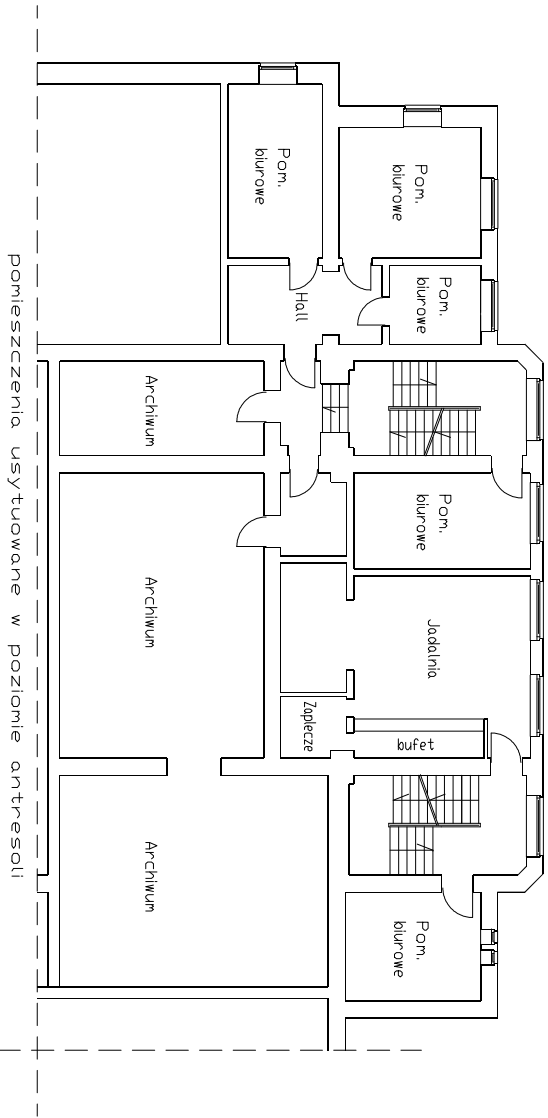 Pom.
biurowe
Pom.
biurowe
Pom.
biurowe
Hall
Archiwum
Pom.
biurowe
Archiwum
Jadalnia
Zaplecze
bufet
Archiwum
Pom.
biurowe
pomieszczenia usytuowane w poziomie antresoli